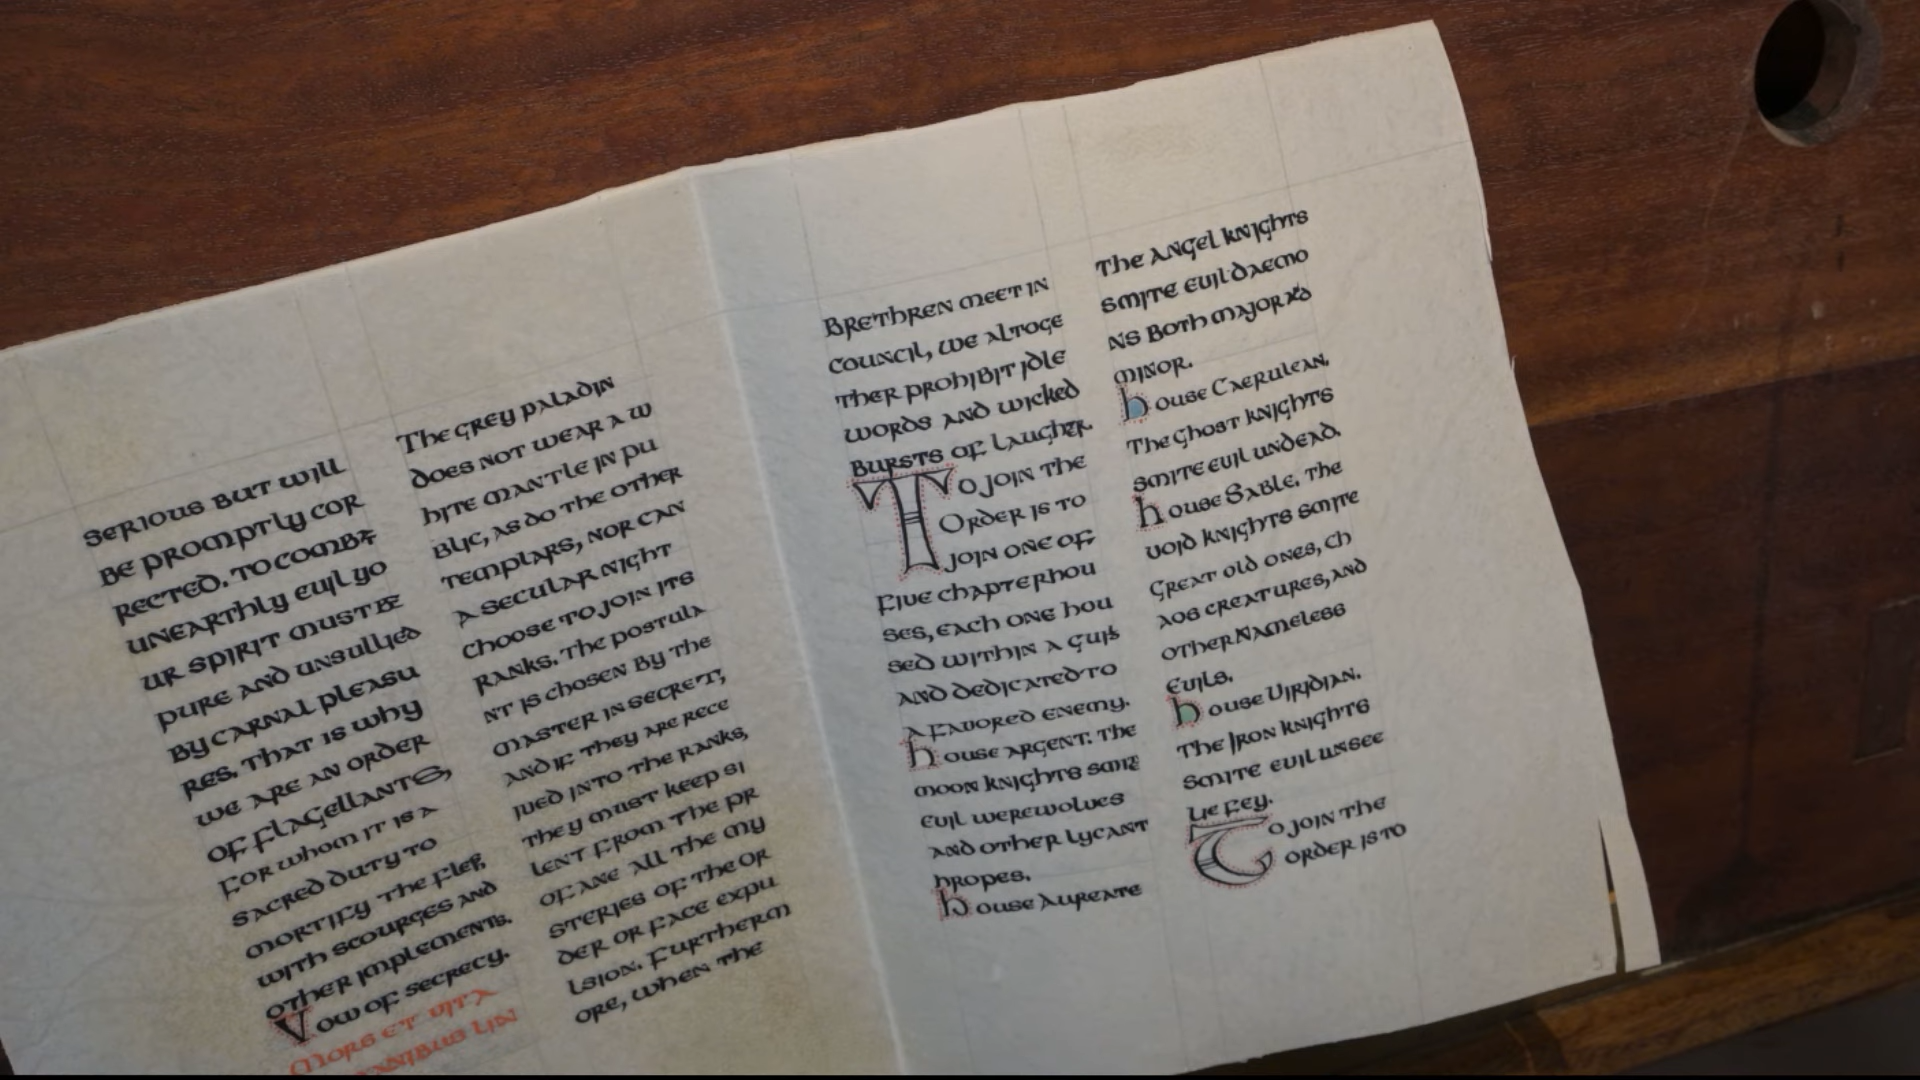 SERIOUS BUT WILL
BE PROMPTLY COR
RECTED. TO COMBAT
UNEARTHLY EVIL YO
UR SPIRIT MUST BE
PURE AND UNSULLIED
BY CARNAL PLEASU
RES. THAT IS WHY
WE ARE AN ORDER
OF FLAGELLANTS,
FOR WHOM IT IS A
SACRED DUTY TO
MORTIFY THE FLESH
WITH SCOURGES AND
OTHER IMPLEMENTS.
VOW OF SECRECY.
MORS ET VITA
The GREY PALADIN
DOES NOT WEAR A W
HITE MANTLE IN PU
BLIC, AS DO THE OTHER
TEMPLARS, NOR CAN
A SECULAR NIGHT
CHOOSE TO JOIN ITS
RANKS. THE POSTULA
NT IS CHOSEN BY THE
MASTER IN SECRET,
AND IF THEY ARE RECE
IVED INTO THE RANKS,
THEY MUST KEEP SI
LENT FROM THE PR
OFANE ALL THE MY
STERIES OF THE OR
DER OR FACE EXPU
LSION. FURTHERM
ORE, WHEN THE
BRETHREN MEET IN
COUNCIL, WE ALTOGE
THER PROHIBIT IDLE
WORDS AND WICKED
BURSTS OF LAUGHTER.
TO JOIN THE
ORDER IS TO
JOIN ONE OF
FIVE CHAPTERHOU
SES, EACH ONE HOU
SED WITHIN A GUILD
AND DEDICATED TO
A FAVORED ENEMY.
HOUSE ARGENT. THE
MOON KNIGHTS SMITE
EVIL WEREWOLVES
AND OTHER LYCANT
HROPES.
HOUSE AUREATE
THE ANGEL KNIGHTS
SMITE EVIL DAEMO
NS BOTH MAJOR AND
MINOR.
HOUSE CAERULEAN.
THE GHOST KNIGHTS
SMITE EVIL UNDEAD.
HOUSE SABLE. THE
VOID KNIGHTS SMITE
GREAT OLD ONES, CH
AOS CREATURES, AND
OTHER NAMELESS
EVILS.
HOUSE VIRIDIAN.
THE IRON KNIGHTS
SMITE EVIL UNSEE
LIE FEY.
TO JOIN THE
ORDER IS TO